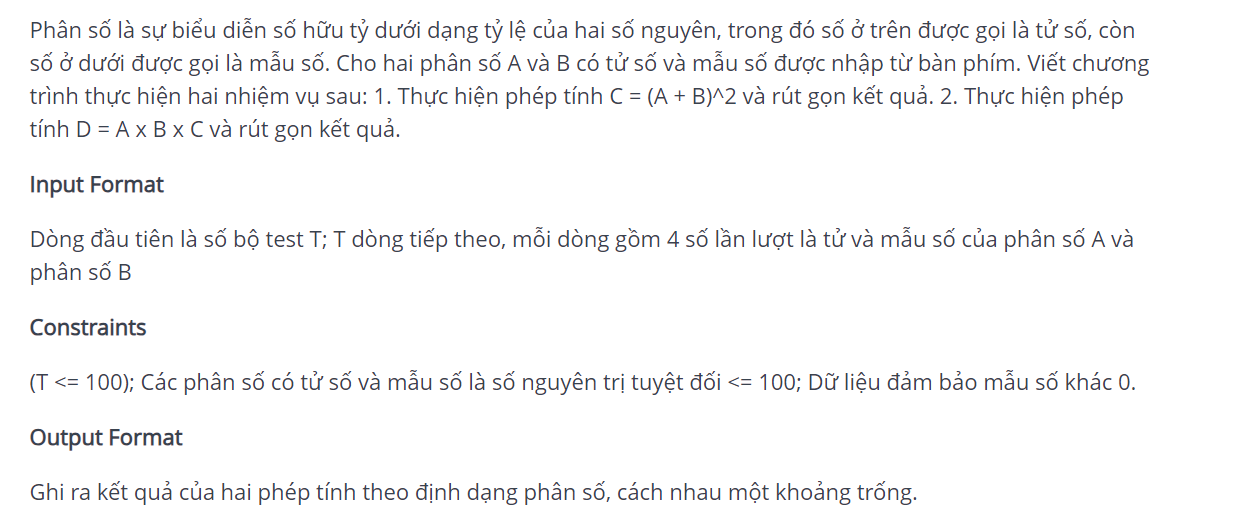 Phân số là sự biểu diễn số hữu tỷ dưới dạng tỷ lệ của hai số nguyên, trong đó số ở trên được gọi là tử số, còn
số ở dưới được gọi là mẫu số. Cho hai phân số A và B có tử số và mẫu số được nhập từ bàn phím. Viết chương
trình thực hiện hai nhiệm vụ sau: 1. Thực hiện phép tính C = (A + B)^2 và rút gọn kết quả. 2. Thực hiện phép
tính D = A x B x C và rút gọn kết quả.
Input Format
Dòng đầu tiên là số bộ test T; T dòng tiếp theo, mỗi dòng gồm 4 số lần lượt là tử và mẫu số của phân số A và
phân số B
Constraints
(T <= 100); Các phân số có tử số và mẫu số là số nguyên trị tuyệt đối <= 100; Dữ liệu đảm bảo mẫu số khác 0.
Output Format
Ghi ra kết quả của hai phép tính theo định dạng phân số, cách nhau một khoảng trống.